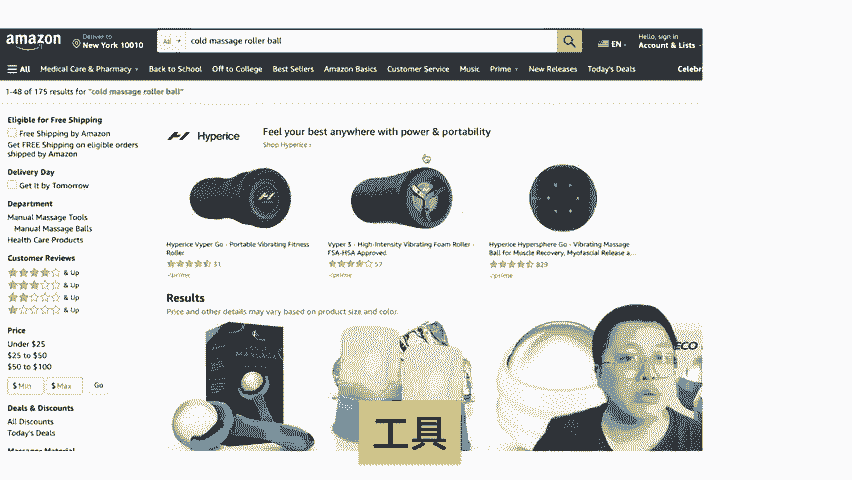 amazon
Deliver to
New York 10010
All
cold massage roller ball
EN
Hello, sign in
Account & Lists
All
Medical Care & Pharmacy
Back to School
Off to College
Best Sellers
Amazon Basics
Customer Service
Music
Prime
New Releases
Today's Deals
Celebr
1-48 of 175 results for "cold massage roller ball"
Eligible for Free Shipping
Free Shipping by Amazon
Get FREE Shipping on eligible orders
shipped by Amazon
Delivery Day
Get It by Tomorrow
Department
Manual Massage Tools
Manual Massage Balls
Health Care Products
Customer Reviews
& Up
& Up
& Up
& Up
Price
Under $25
$25 to $50
$50 to $100
$ Min
$ Max
Go
Deals & Discounts
All Discounts
Today's Deals
Massager Material
Hyperice
Feel your best anywhere with power & portability
Shop Hyperice ›
Hyperice Vyper Go - Portable Vibrating Fitness
Roller
31
prime
Vyper 3 - High-Intensity Vibrating Foam Roller -
FSA-HSA Approved
57
prime
Hyperice Hypersphere Go - Vibrating Massage
Ball for Muscle Recovery, Myofascial Release a...
829
prime
Results
Price and other details may vary based on product size and color.
ECO
工具